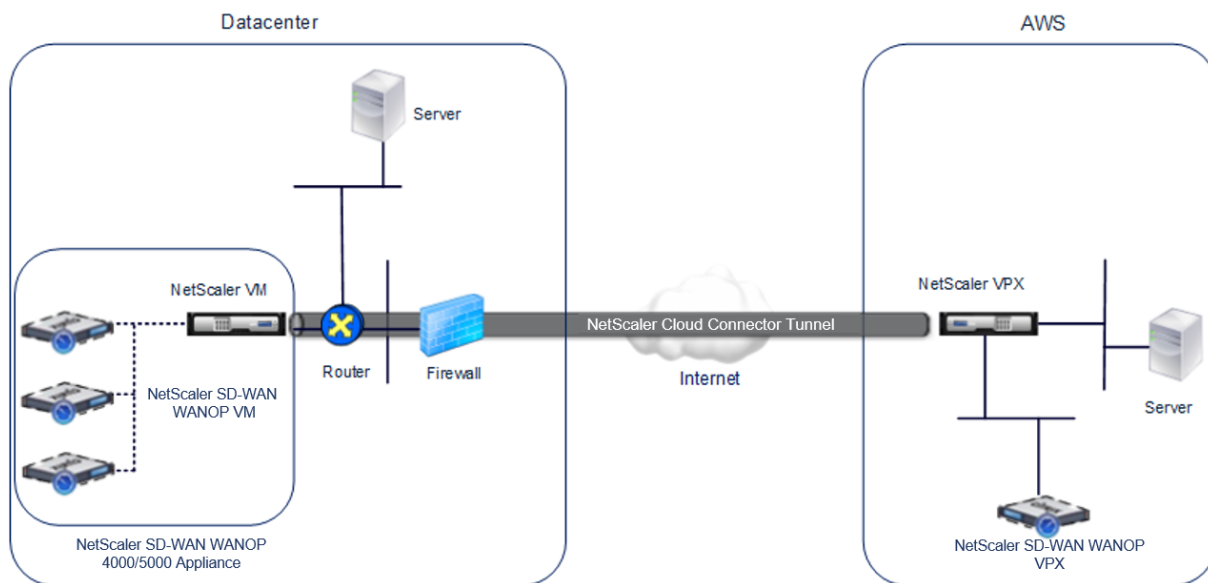 Datacenter
AWS
Server
NetScaler VM
NetScaler VPX
NetScaler Cloud Connector Tunnel
Router
Firewall
Internet
NetScaler SD-WAN
WANOP VM
Server
NetScaler SD-WAN WANOP
4000/5000 Appliance
NetScaler SD-WAN WANOP
VPX